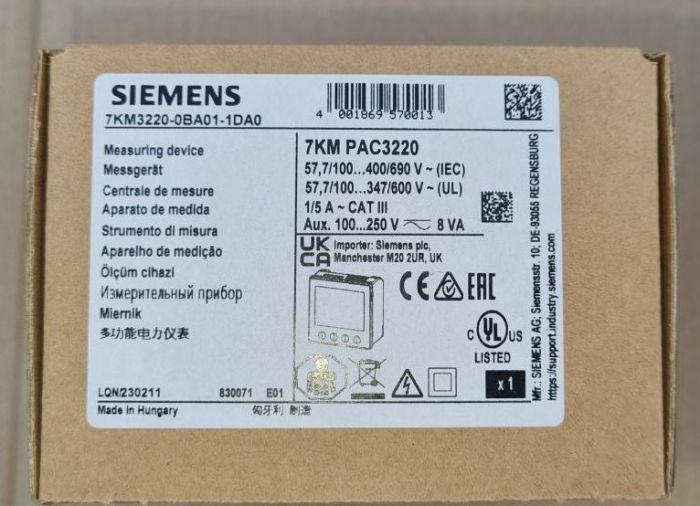 SIEMENS
7KM3220-0BA01-1DA0
4 001869 570013
Measuring device
Messgerät
Centrale de mesure
Aparato de medida
Strumento di misura
Aparelho de medição
Ölçüm cihazi
Измерительный прибор
Miernik
多功能电力仪表
LQN/230211 830071 E01
Made in Hungary 匈牙利 制造
7KM PAC3220
57,7/100...400/690 V ~ (IEC)
57,7/100...347/600 V ~ (UL)
1/5 A ~ CAT III
Aux. 100...250 V ⏦ 8 VA
UK
CA
Importer: Siemens plc,
Manchester M20 2UR, UK
CE EAC
C UL US
LISTED
x 1
Mfr.: SIEMENS AG; Siemensstr. 10; DE-93055 REGENSBURG
https://support.industry.siemens.com